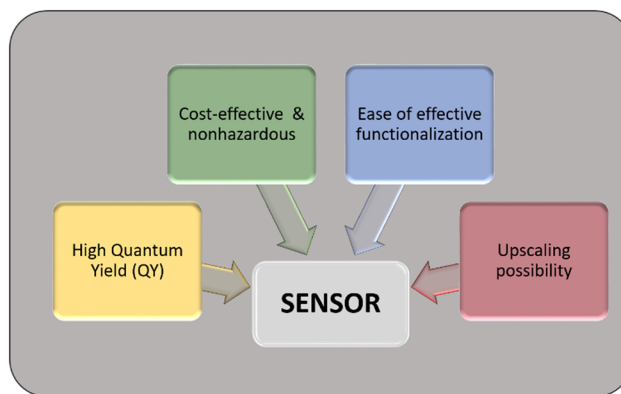 Cost-effective &
nonhazardous
Ease of effective
functionalization
High Quantum
Yield (QY)
Upscaling
possibility
SENSOR